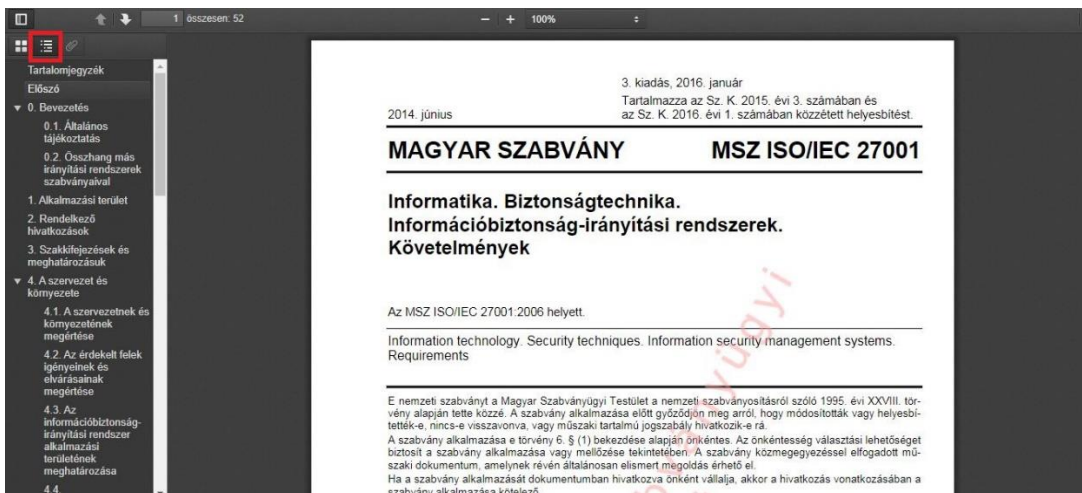 1 összesen: 52
− + 100%
Tartalomjegyzék
Előszó
0. Bevezetés
0.1. Általános
tájékoztatás
0.2. Összhang más
irányítási rendszerek
szabványaival
1. Alkalmazási terület
2. Rendelkező
hivatkozások
3. Szakkifejezések és
meghatározásuk
4. A szervezet és
környezete
4.1. A szervezetnek és
környezetének
megértése
4.2. Az érdekelt felek
igényeinek és
elvárásainak
megértése
4.3. Az
információbiztonság-
irányítási rendszer
alkalmazási
területének
meghatározása
4.4.
3. kiadás, 2016. január
Tartalmazza az Sz. K. 2015. évi 3. számában és
2014. június az Sz. K. 2016. évi 1. számában közzétett helyesbítést.
MAGYAR SZABVÁNY MSZ ISO/IEC 27001
Informatika. Biztonságtechnika.
Információbiztonság-irányítási rendszerek.
Követelmények
Az MSZ ISO/IEC 27001:2006 helyett.
Information technology. Security techniques. Information security management systems.
Requirements
E nemzeti szabványt a Magyar Szabványügyi Testület a nemzeti szabványosításról szóló 1995. évi XXVIII. tör-
vény alapján tette közzé. A szabvány alkalmazása előtt győződjön meg arról, hogy módosították vagy helyesbí-
tették-e, nincs-e visszavonva, vagy műszaki tartalmú jogszabály hivatkozik-e rá.
A szabvány alkalmazása e törvény 6. § (1) bekezdése alapján önkéntes. Az önkéntesség választási lehetőséget
biztosít a szabvány alkalmazása vagy mellőzése tekintetében. A szabvány közmegegyezéssel elfogadott mű-
szaki dokumentum, amelynek révén általánosan elismert megoldás érhető el.
Ha a szabvány alkalmazását dokumentumban hivatkozva önként vállalja, akkor a hivatkozás vonatkozásában a
szabvány alkalmazása kötelező.
ványügyi